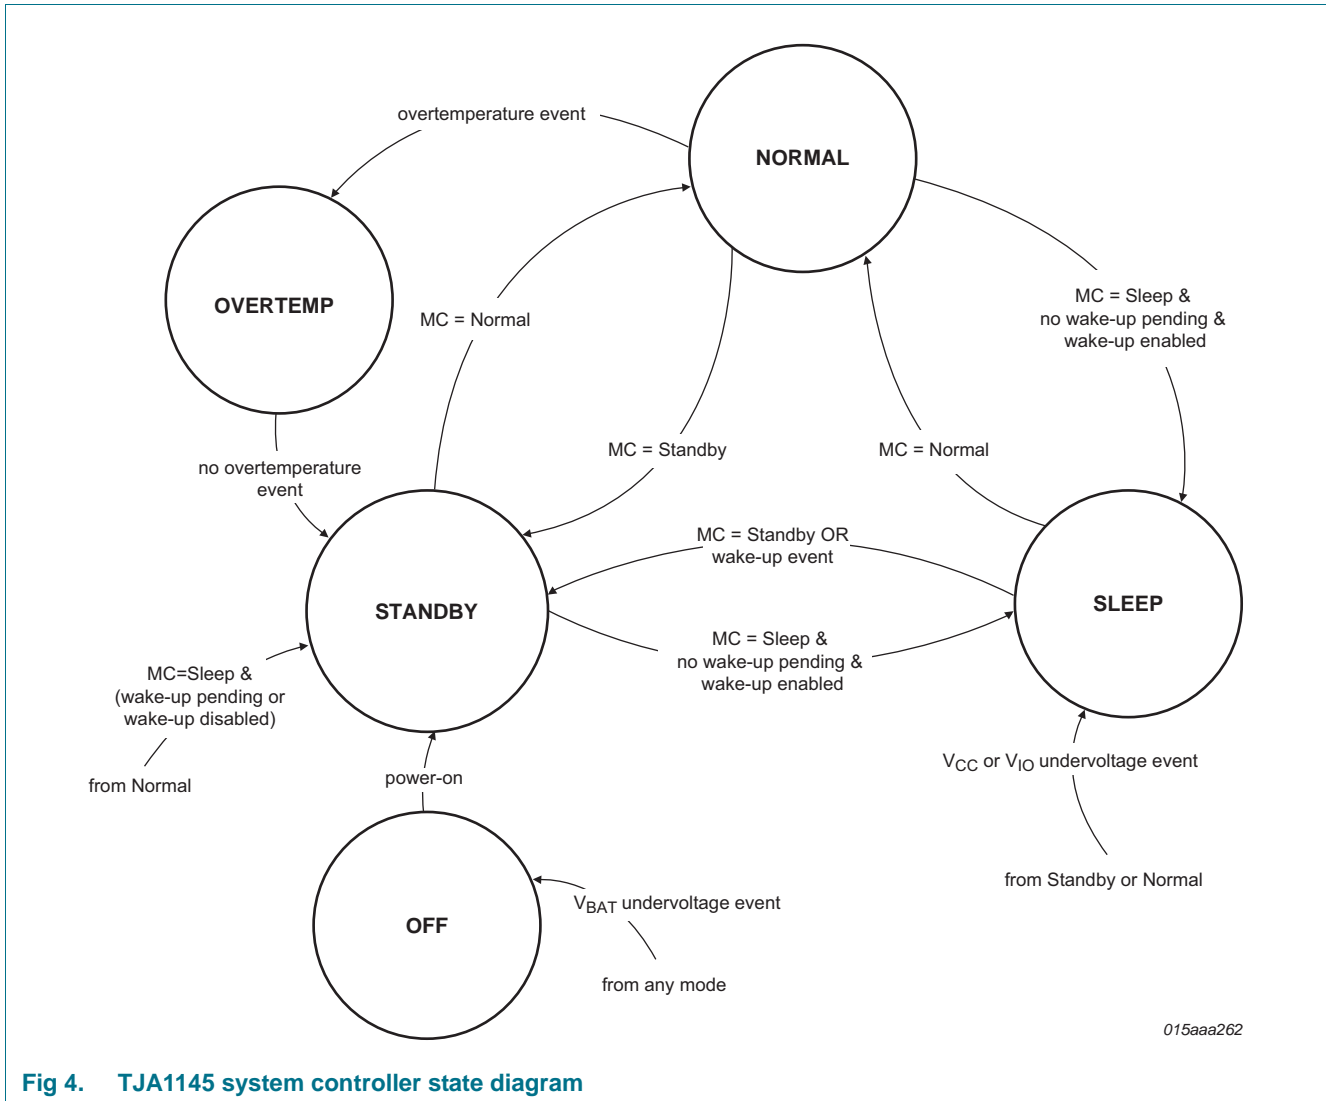 overtemperature event
NORMAL
OVERTEMP
MC = Normal
MC = Sleep &
no wake-up pending &
wake-up enabled
MC = Standby
MC = Normal
no overtemperature
event
MC = Standby OR
wake-up event
STANDBY
SLEEP
MC = Sleep &
no wake-up pending &
wake-up enabled
MC=Sleep &
(wake-up pending or
wake-up disabled)
from Normal
power-on
VCC or VIO undervoltage event
from Standby or Normal
OFF
VBAT undervoltage event
from any mode
015aaa262
Fig 4. TJA1145 system controller state diagram